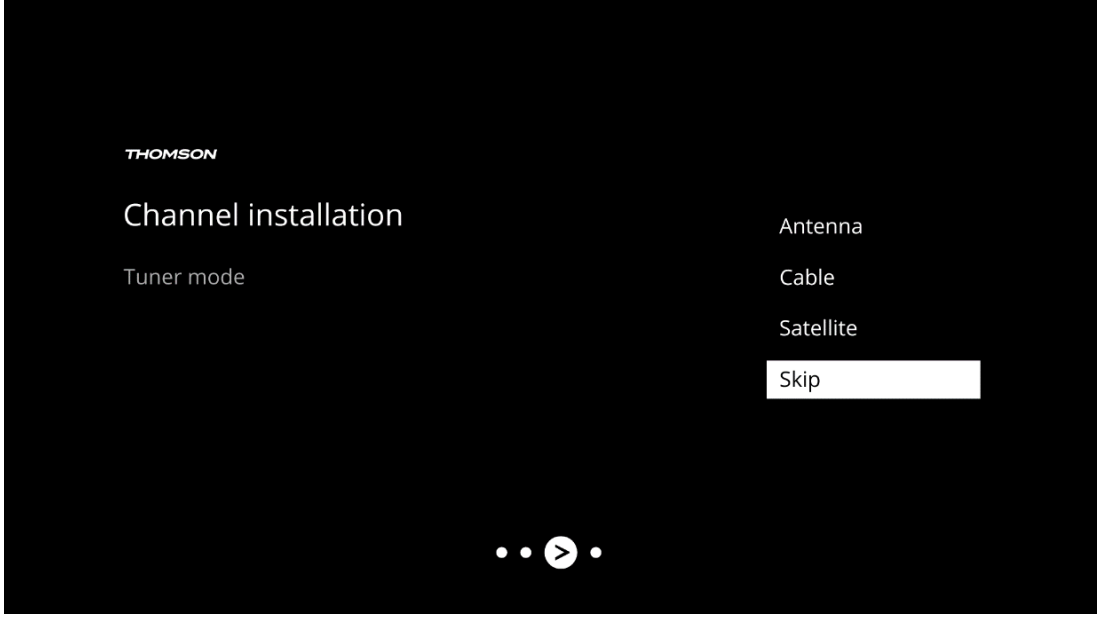 THOMSON
Channel installation
Tuner mode
Antenna
Cable
Satellite
Skip